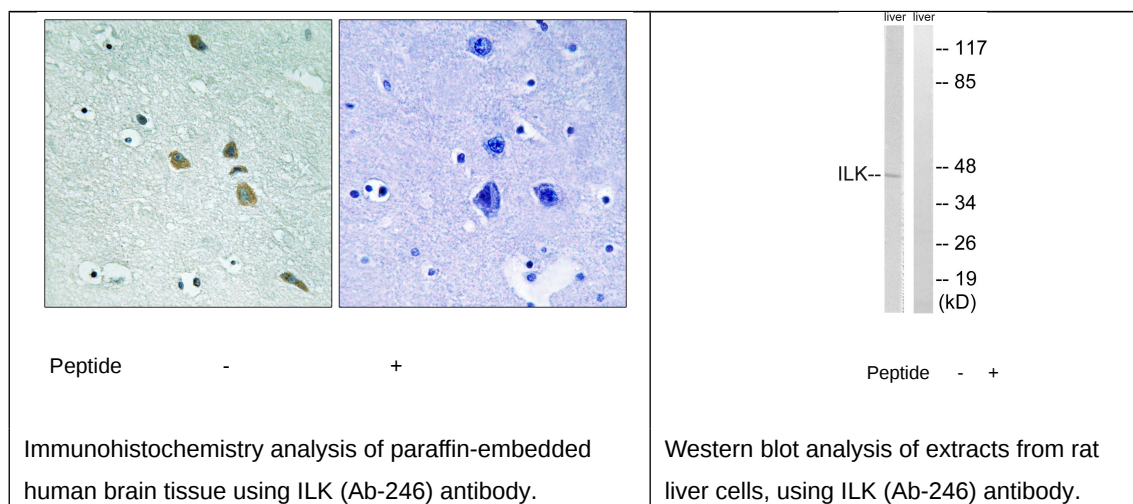 Peptide - +
Immunohistochemistry analysis of paraffin-embedded
human brain tissue using ILK (Ab-246) antibody.
liver liver
-- 117
-- 85
-- 48
ILK--
-- 34
-- 26
-- 19
(kD)
Peptide - +
Western blot analysis of extracts from rat
liver cells, using ILK (Ab-246) antibody.